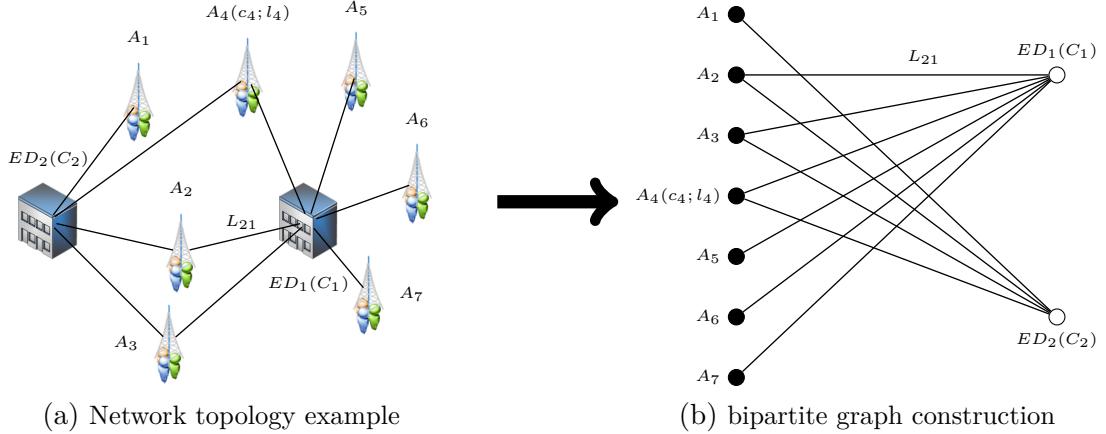 A₁
A₄(c₄; l₄)
A₅
A₆
ED₂(C₂)
A₂
L₂₁
ED₁(C₁)
A₇
A₃
(a) Network topology example
A₁
A₂
L₂₁
ED₁(C₁)
A₃
A₄(c₄; l₄)
A₅
A₆
ED₂(C₂)
A₇
(b) bipartite graph construction